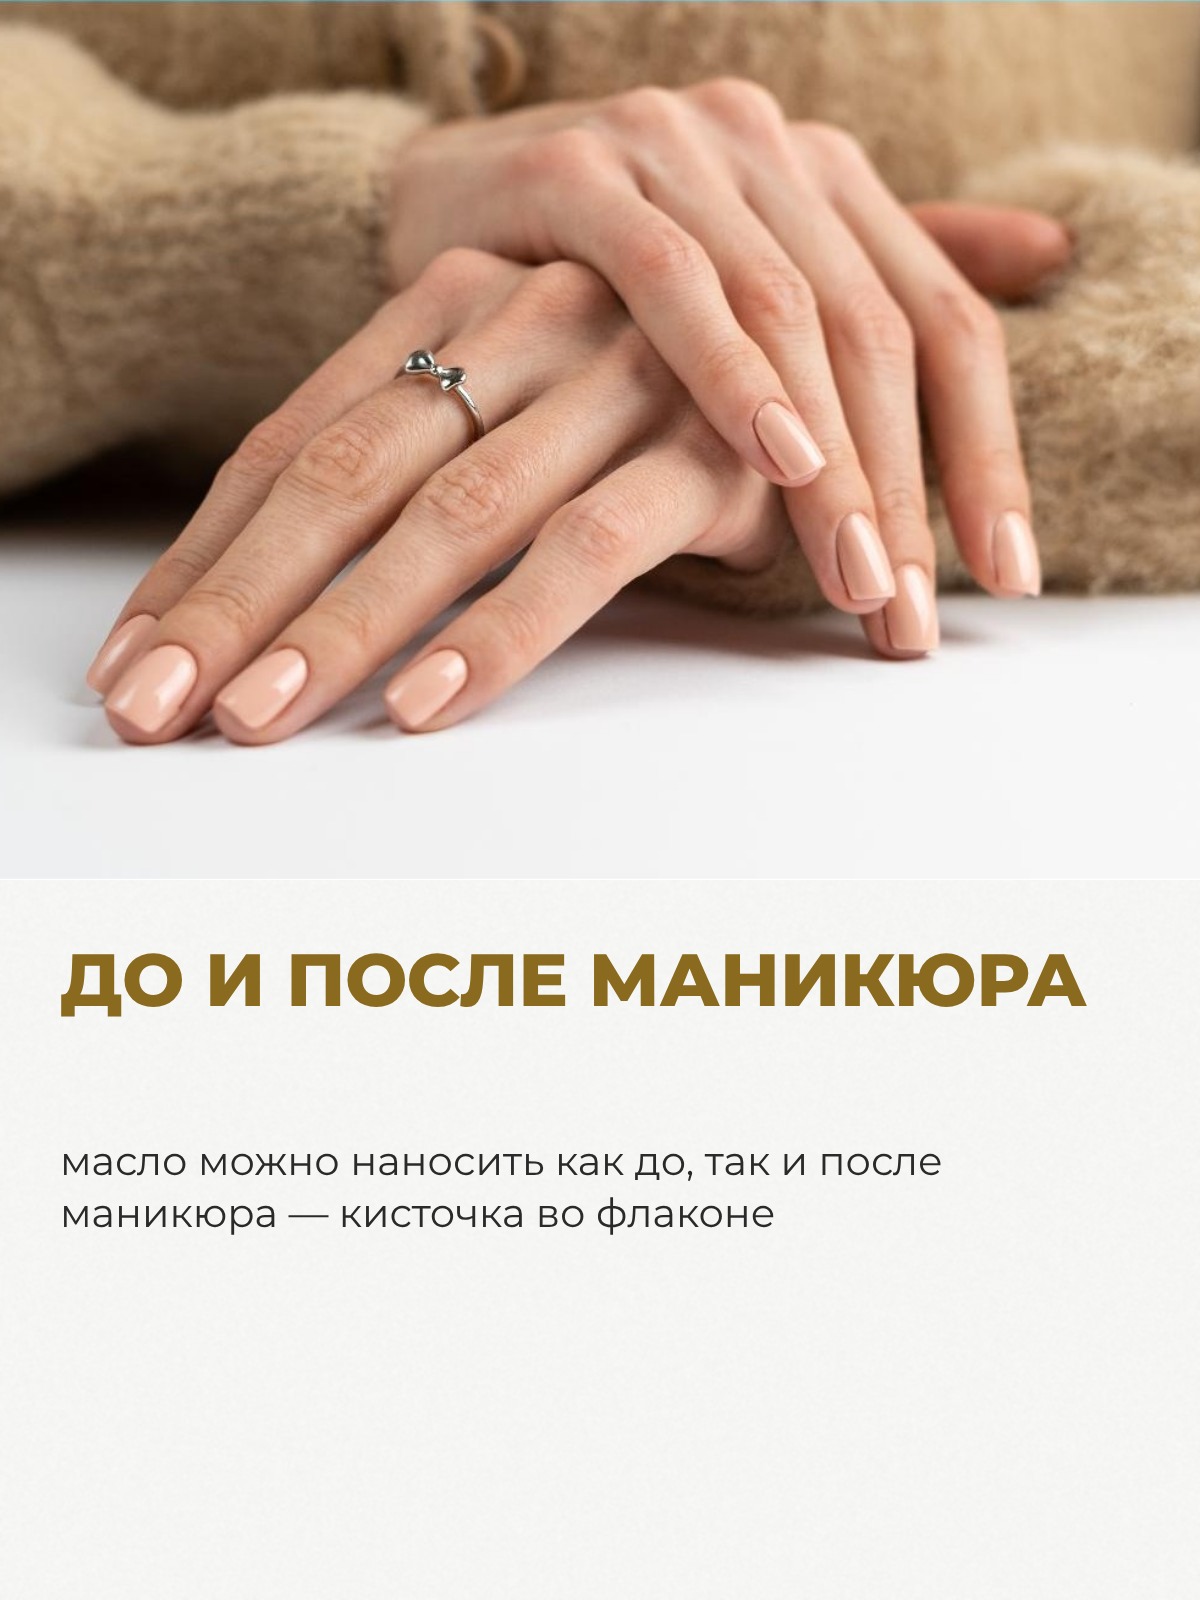 ДО И ПОСЛЕ МАНИКЮРА
масло можно наносить как до, так и после
маникюра — кисточка во флаконе